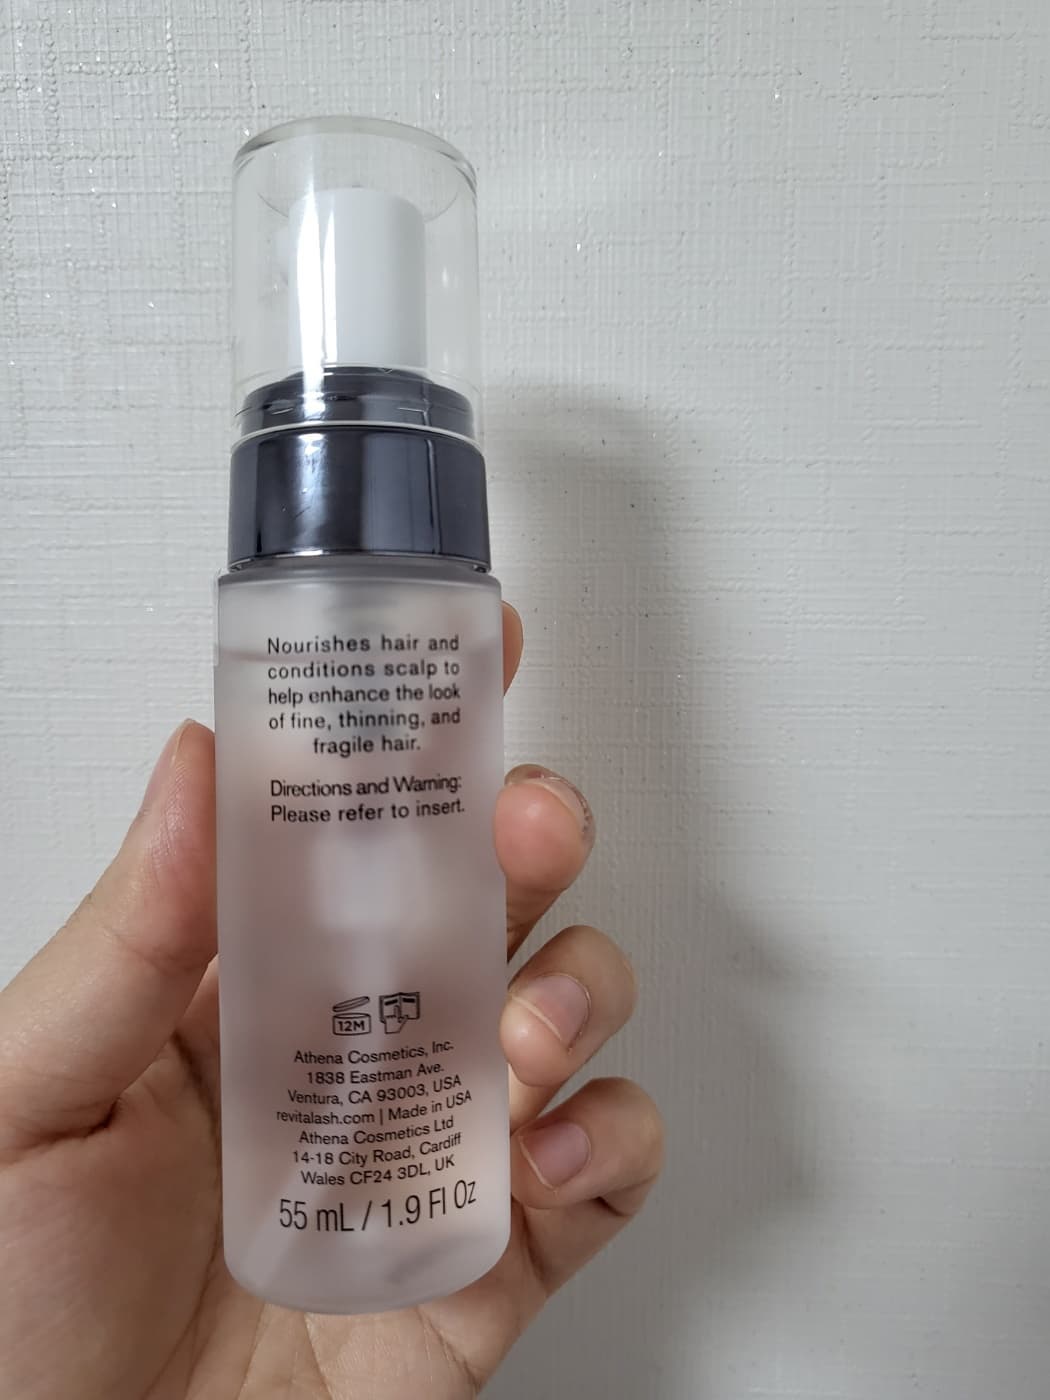 Nourishes hair and
conditions scalp to
help enhance the look
of fine, thinning, and
fragile hair.
Directions and Warning:
Please refer to insert.
12M
Athena Cosmetics, Inc.
1838 Eastman Ave.
Ventura, CA 93003, USA
revitalash.com | Made in USA
Athena Cosmetics Ltd
14-18 City Road, Cardiff
Wales CF24 3DL, UK
55 mL / 1.9 Fl Oz